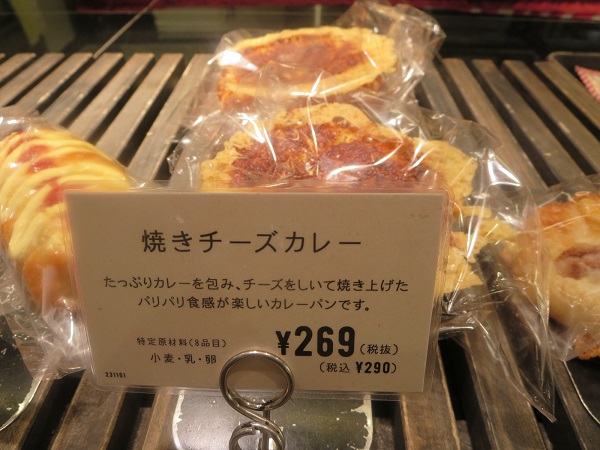 焼きチーズカレー
たっぷりカレーを包み、チーズをしいて焼き上げた
パリパリ食感が楽しいカレーパンです。
特定原材料(8品目)
小麦・乳・卵
¥269(税抜)
(税込 ¥290)
231101